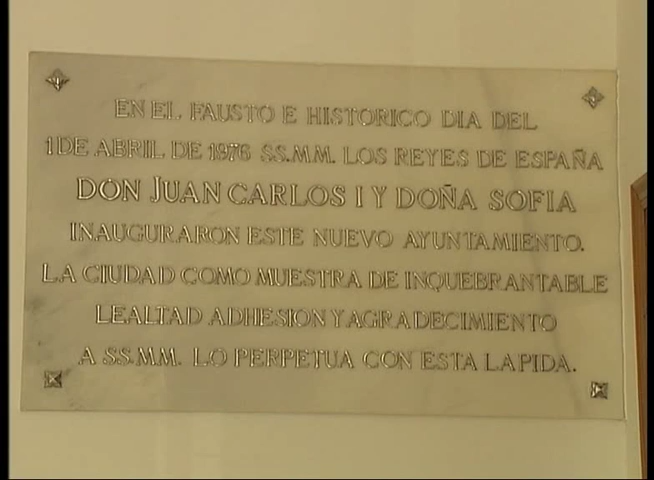 EN EL FAUSTO E HISTORICO DIA DEL
1 DE ABRIL DE 1976 SS.MM. LOS REYES DE ESPAÑA
DON JUAN CARLOS I Y DOÑA SOFIA
INAUGURARON ESTE NUEVO AYUNTAMIENTO.
LA CIUDAD COMO MUESTRA DE INQUEBRANTABLE
LEALTAD ADHESION Y AGRADECIMIENTO
A SS.MM. LO PERPETUA CON ESTA LAPIDA.